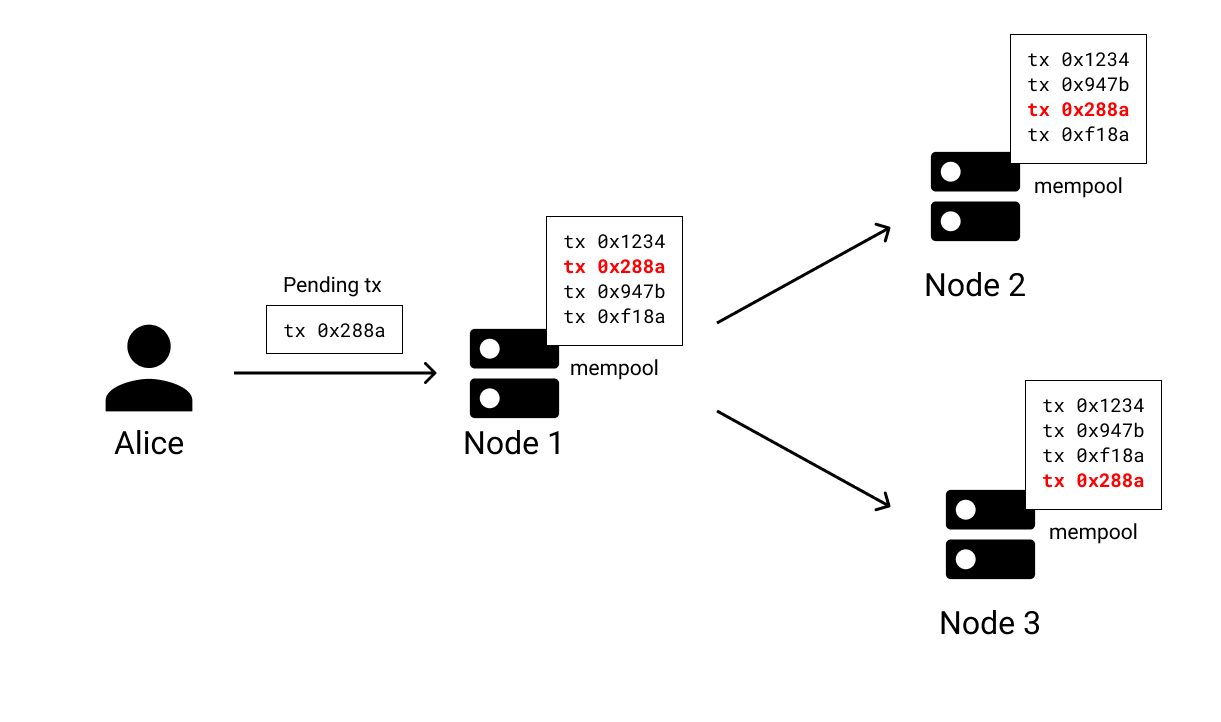 Pending tx
tx 0x288a
Alice
tx 0x1234
tx 0x288a
tx 0x947b
tx 0xf18a
mempool
Node 1
tx 0x1234
tx 0x947b
tx 0x288a
tx 0xf18a
mempool
Node 2
tx 0x1234
tx 0x947b
tx 0xf18a
tx 0x288a
mempool
Node 3